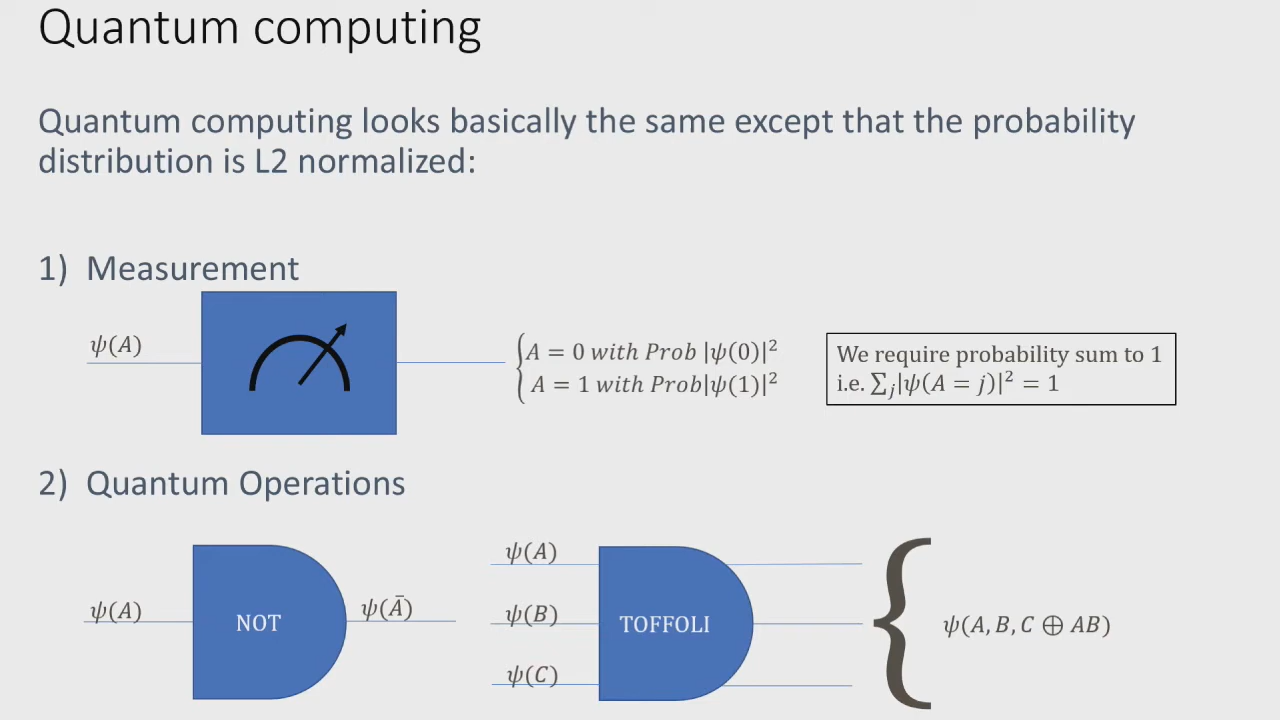 Quantum computing
Quantum computing looks basically the same except that the probability
distribution is L2 normalized:
1) Measurement
ψ(A)
A = 0 with Prob |ψ(0)|²
A = 1 with Prob|ψ(1)|²
We require probability sum to 1
i.e. ∑ⱼ|ψ(A = j)|² = 1
2) Quantum Operations
ψ(A)
NOT
ψ(Ā)
ψ(A)
ψ(B)
ψ(C)
TOFFOLI
ψ(A, B, C ⊕ AB)